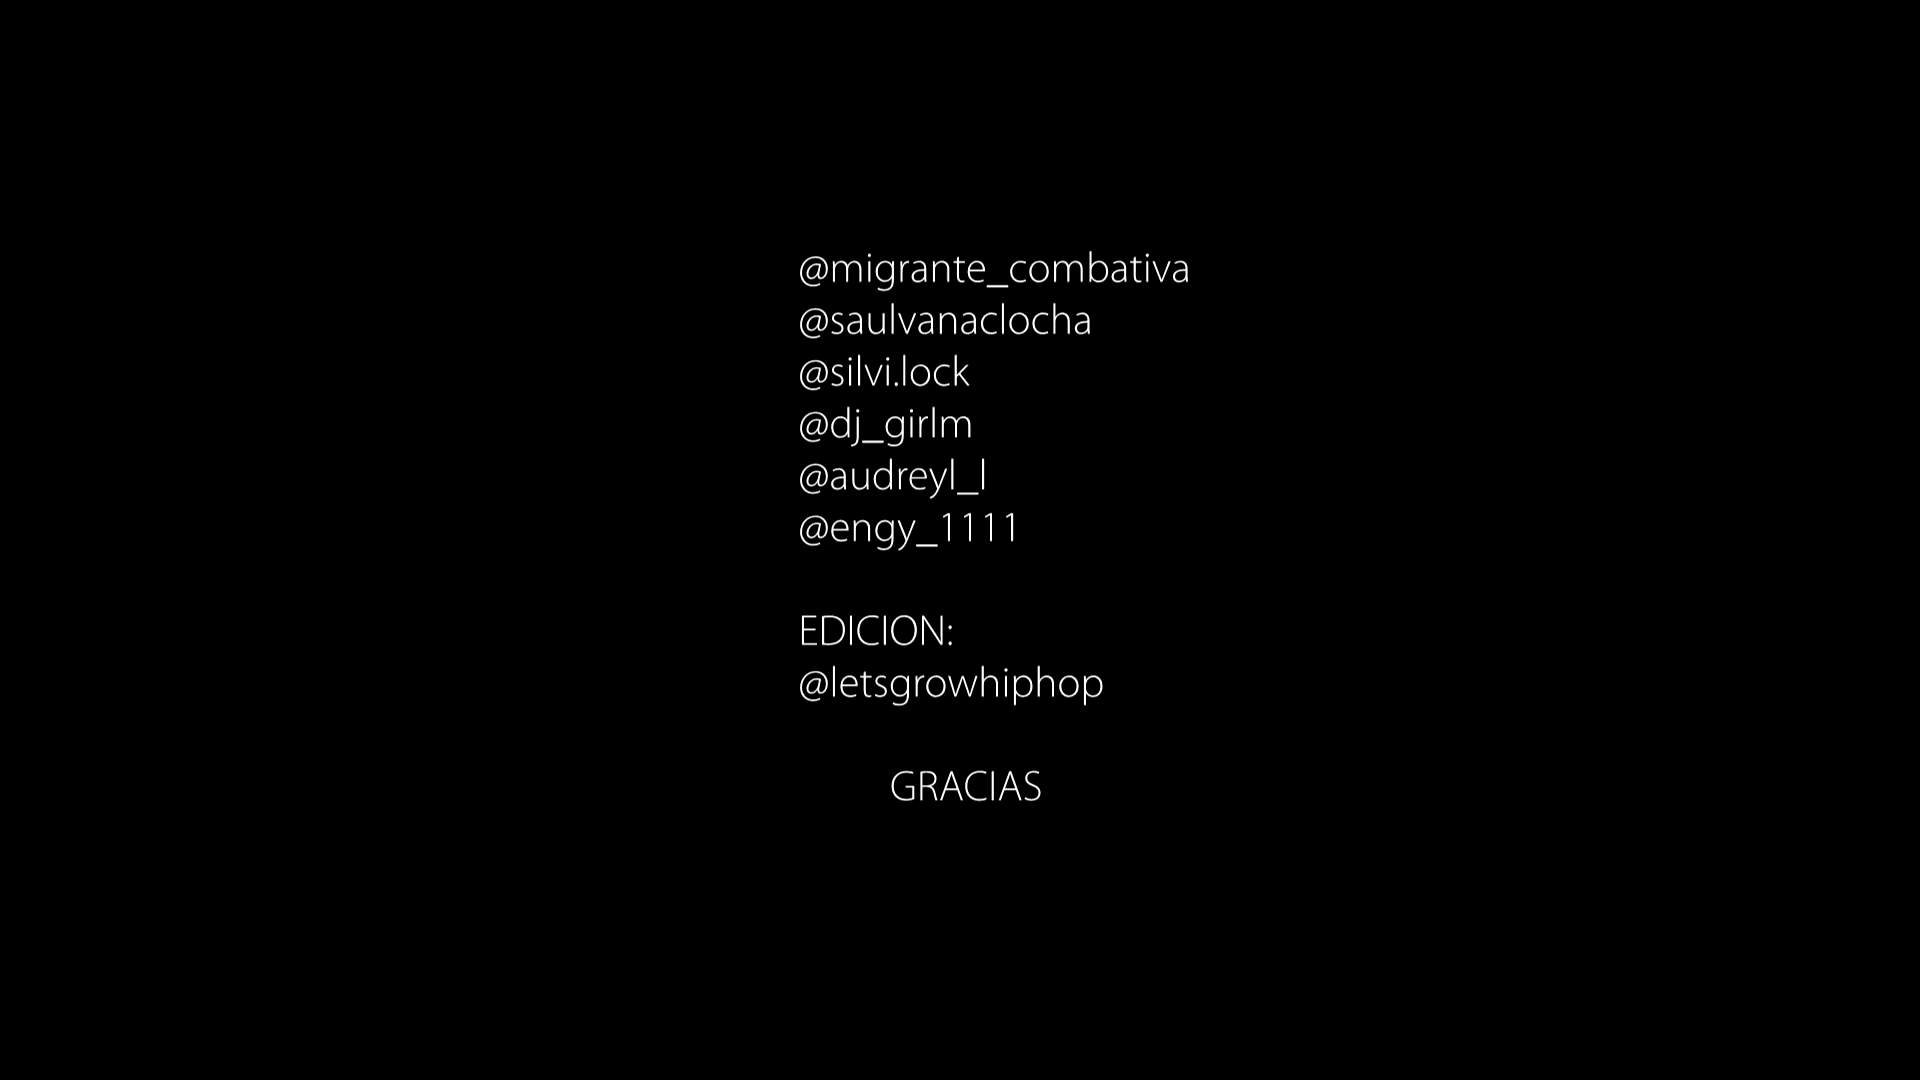 @migrante_combativa
@saulvanaclocha
@silvi.lock
@dj_girlm
@audreyl_l
@engy_1111
EDICION:
@letsgrowhiphop
GRACIAS